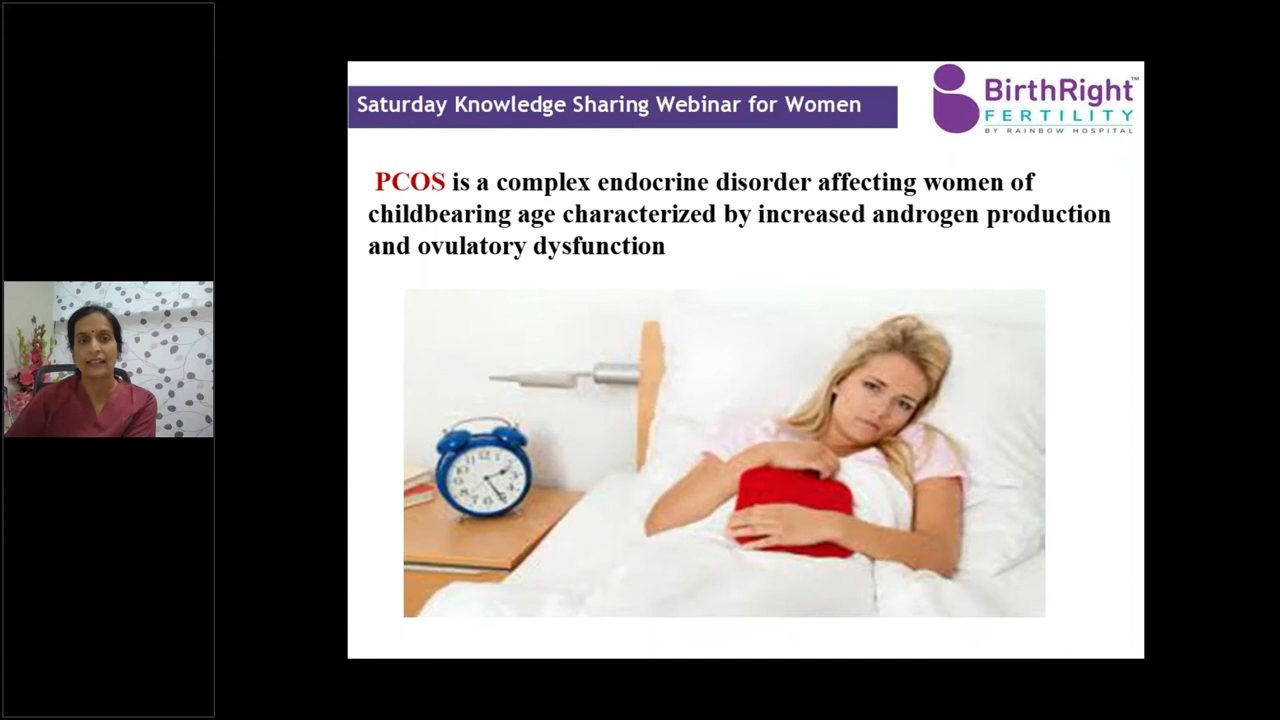 Saturday Knowledge Sharing Webinar for Women
BirthRight™
FERTILITY
BY RAINBOW HOSPITAL
PCOS is a complex endocrine disorder affecting women of
childbearing age characterized by increased androgen production
and ovulatory dysfunction